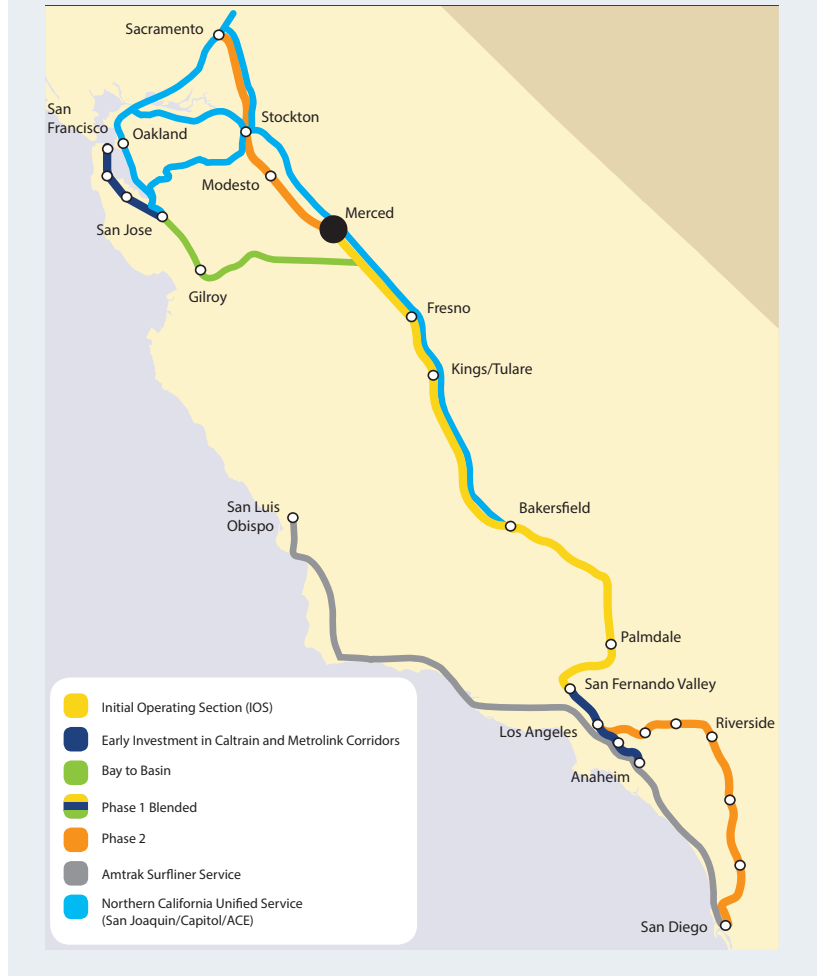 Sacramento
San
Francisco
Oakland
Stockton
Modesto
Merced
San Jose
Gilroy
Fresno
Kings/Tulare
San Luis
Obispo
Bakersfield
Palmdale
San Fernando Valley
Los Angeles
Riverside
Anaheim
San Diego
Initial Operating Section (IOS)
Early Investment in Caltrain and Metrolink Corridors
Bay to Basin
Phase 1 Blended
Phase 2
Amtrak Surfliner Service
Northern California Unified Service
(San Joaquin/Capitol/ACE)